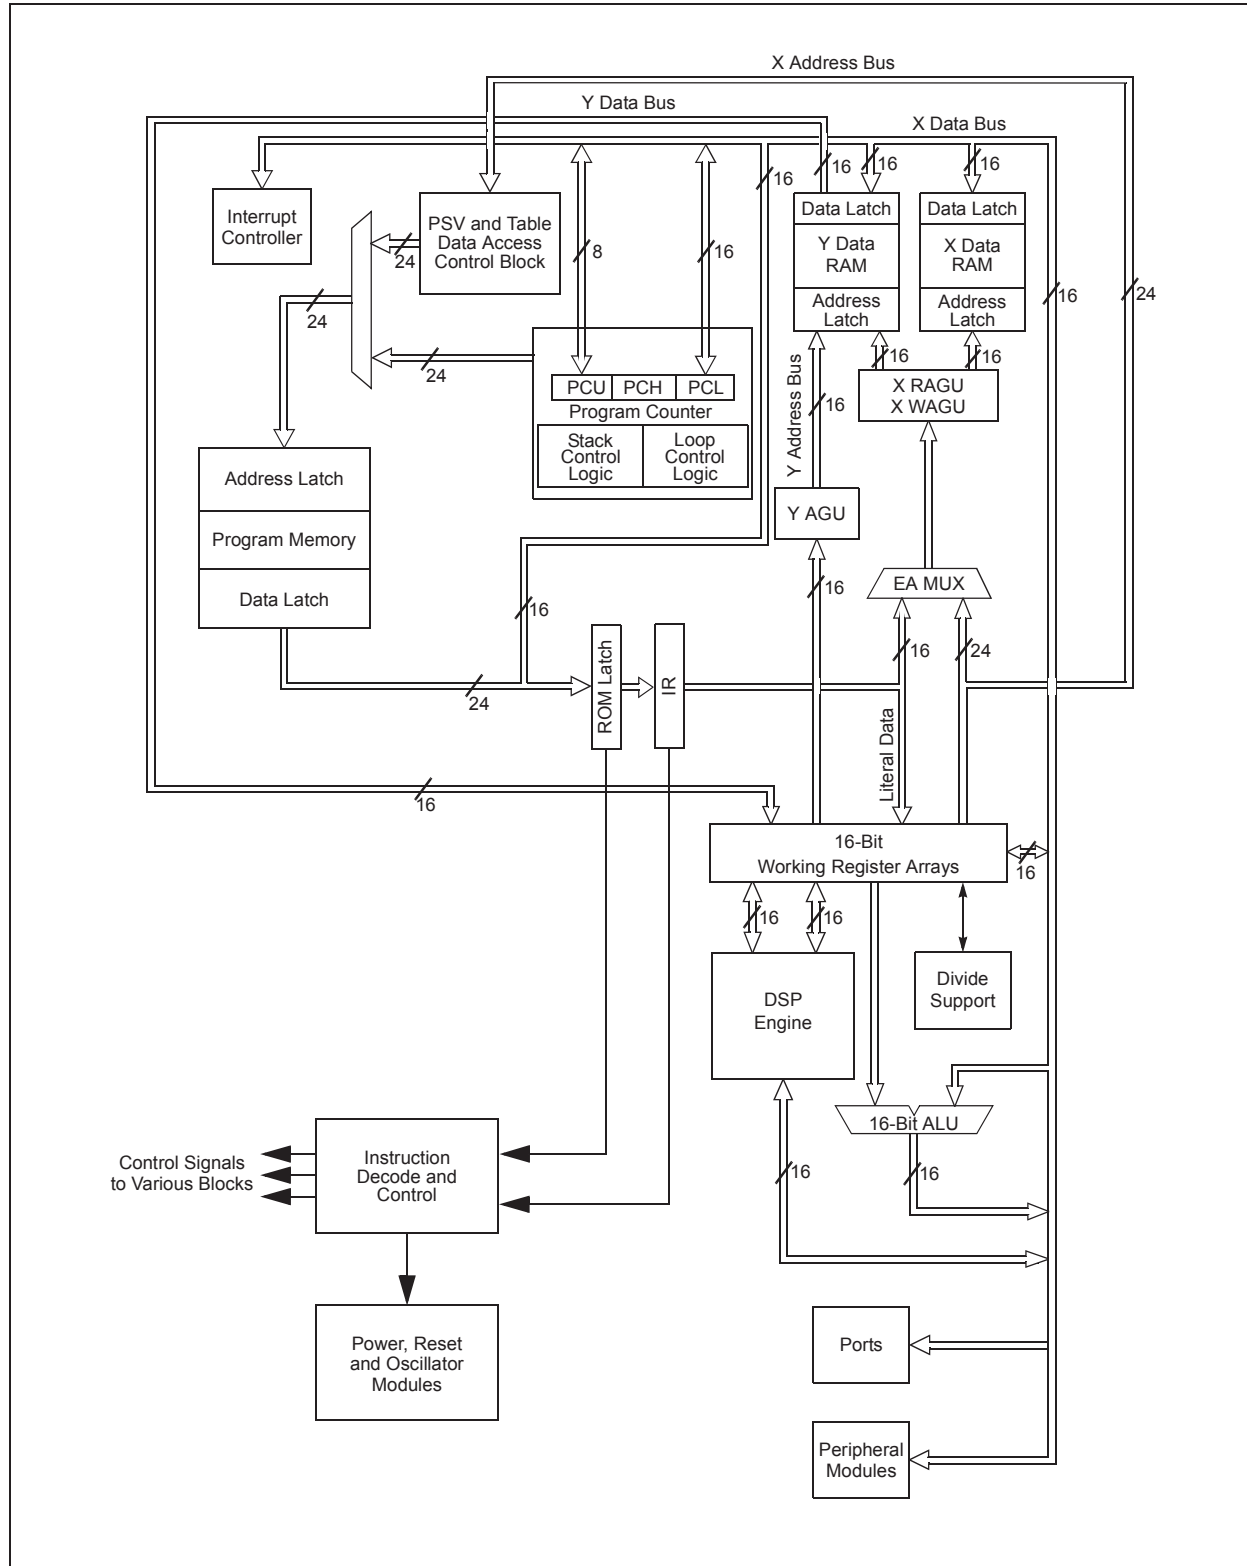 X Address Bus
Y Data Bus
X Data Bus
16
16
16
16
Interrupt
Controller
PSV and Table
Data Access
Control Block
Data Latch
Y Data
RAM
Address
Latch
Data Latch
X Data
RAM
Address
Latch
24
8
16
16
24
24
24
16
16
PCU
PCH
PCL
Program Counter
Stack
Control
Logic
Loop
Control
Logic
Y Address Bus
16
X RAGU
X WAGU
Address Latch
Program Memory
Data Latch
Y AGU
EA MUX
16
16
16
24
24
ROM Latch
IR
Literal Data
16
16-Bit
Working Register Arrays
16
16
16
DSP
Engine
Divide
Support
16-Bit ALU
16
16
Control Signals
to Various Blocks
Instruction
Decode and
Control
Power, Reset
and Oscillator
Modules
Ports
Peripheral
Modules